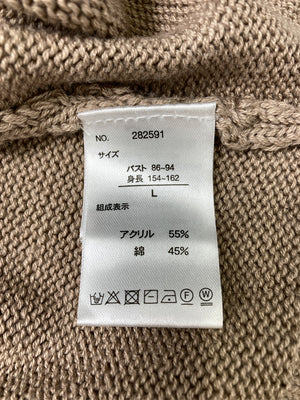 NO. 282591
サイズ
バスト 86-94
身長 154-162
L
組成表示
アクリル 55%
綿 45%
F W